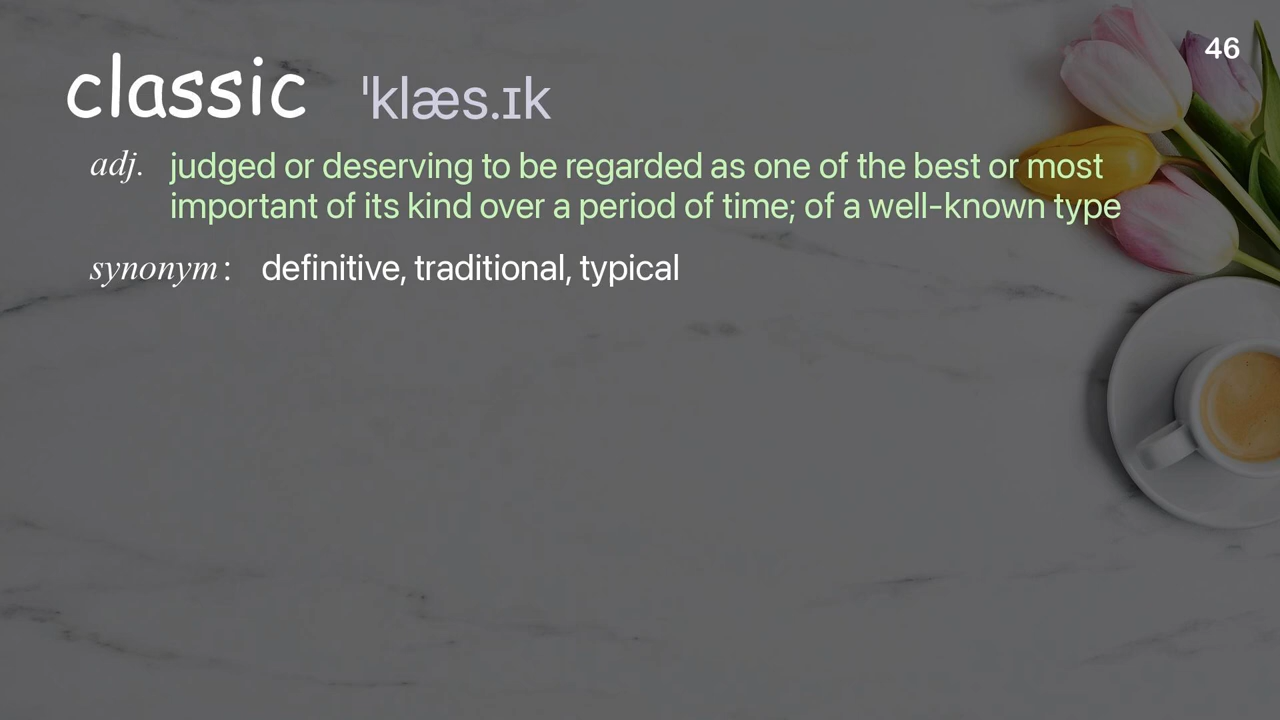 46
classic ˈklæs.ɪk
adj. judged or deserving to be regarded as one of the best or most
important of its kind over a period of time; of a well-known type
synonym: definitive, traditional, typical